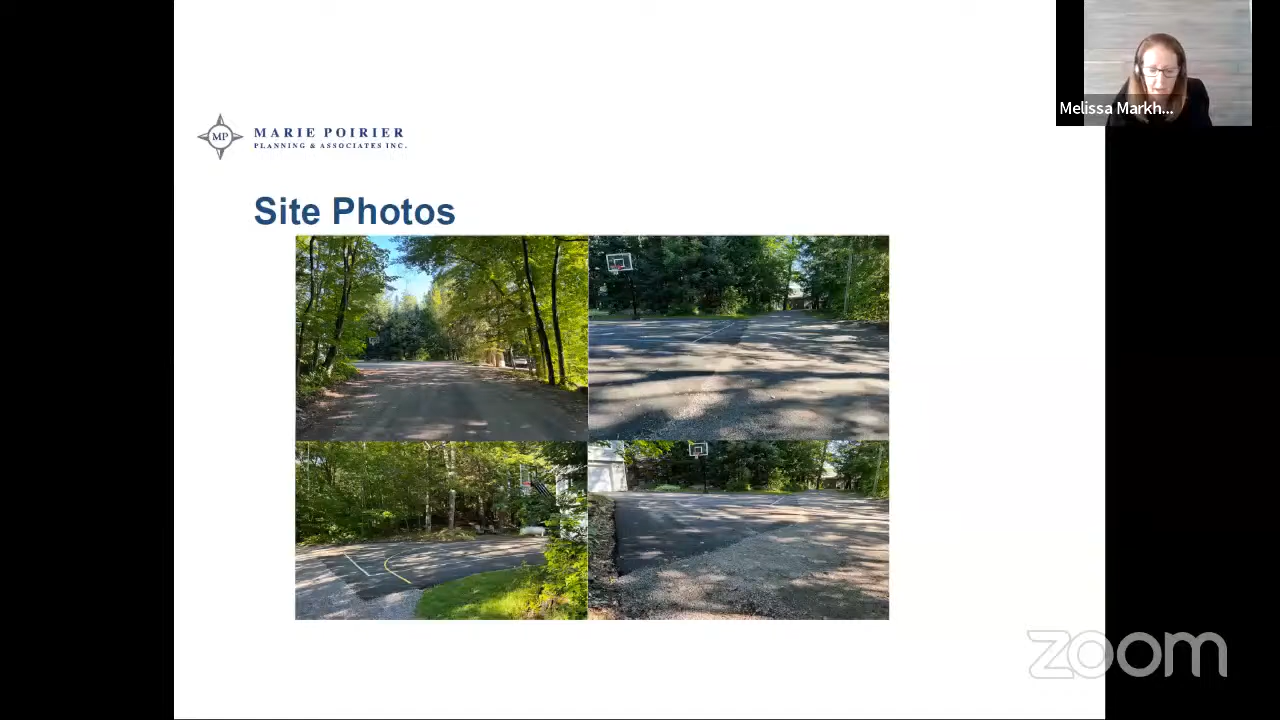 MP
MARIE POIRIER
PLANNING & ASSOCIATES INC.
Melissa Markh...
Site Photos
zoom